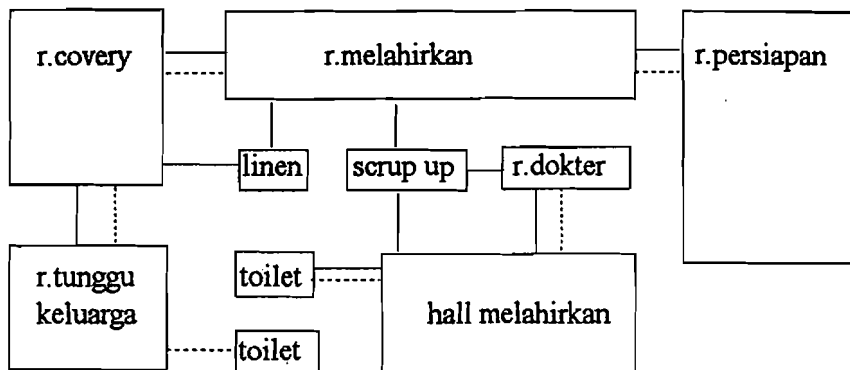 r.covery
r.melahirkan
r.persiapan
linen
scrup up
r.dokter
r.tunggu
keluarga
toilet
hall melahirkan
toilet